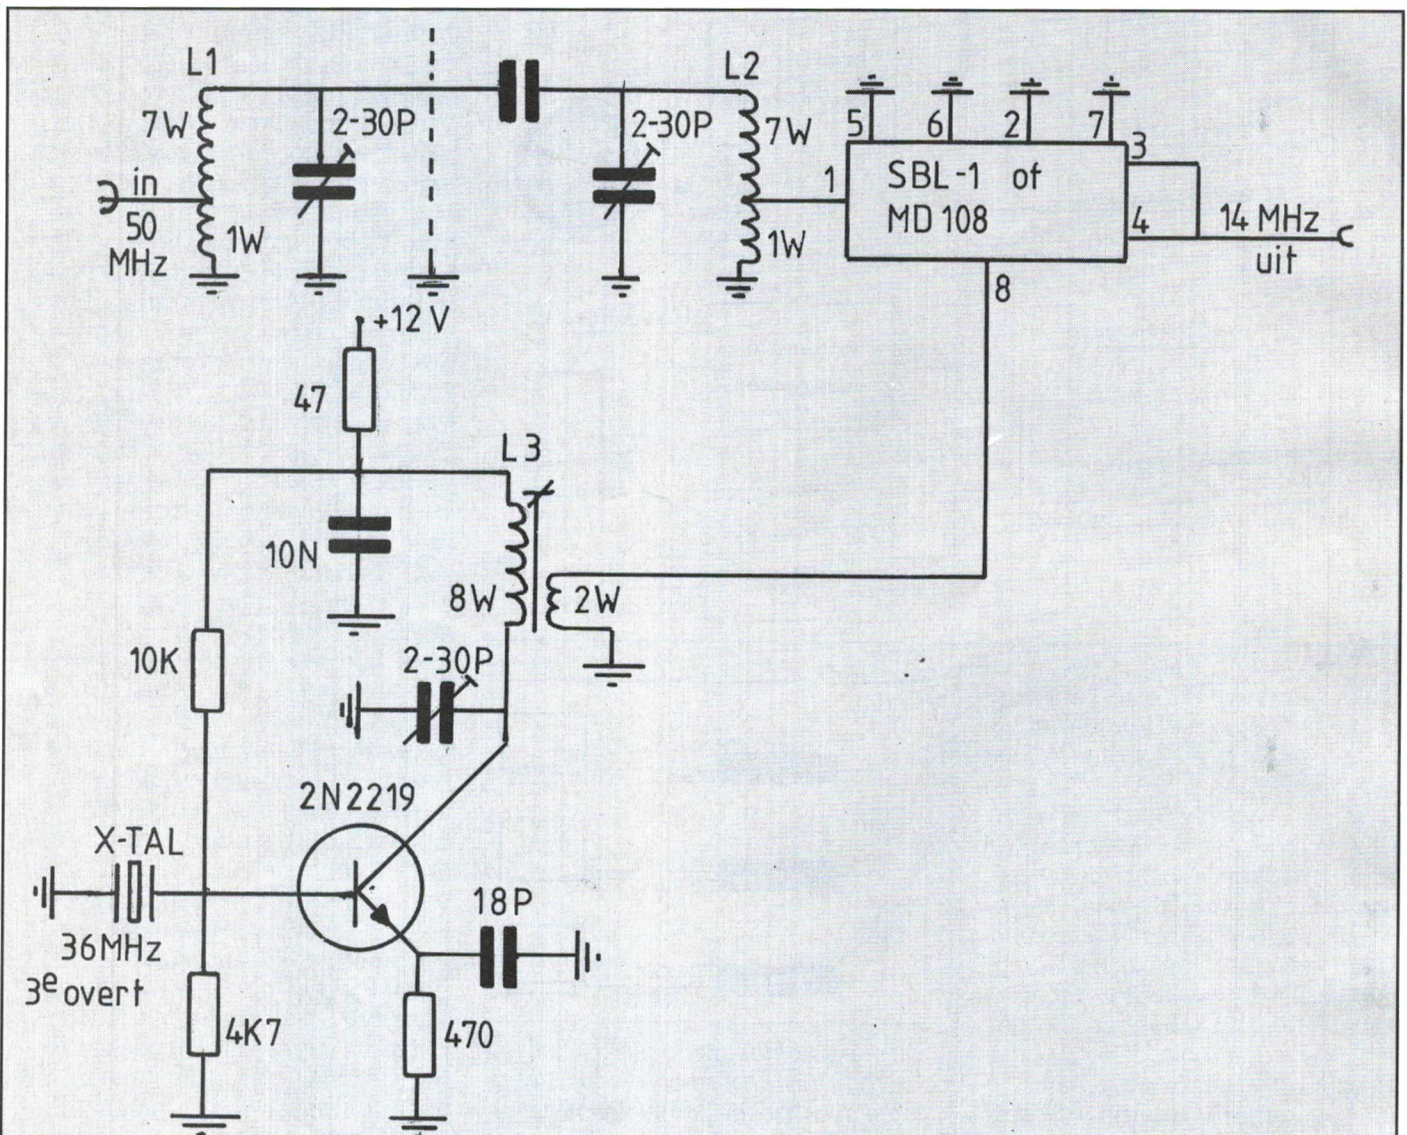 L1
L2
7W
2-30P
2-30P
7W
5
6
2
7
3
in
1
SBL-1 of
50
MD 108
4
14 MHz
1W
1W
MHz
uit
8
+12 V
47
L3
10N
8W
2W
10K
2-30P
2N2219
X-TAL
18P
36MHz
3e overt
4K7
470